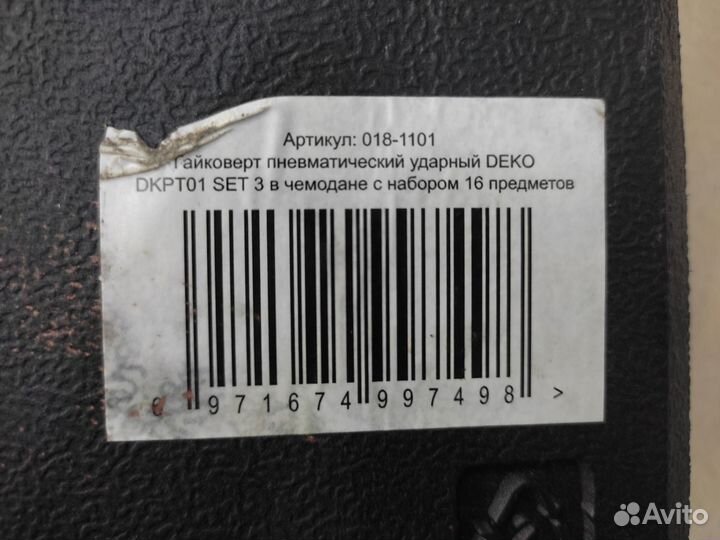 Артикул: 018-1101
Гайковерт пневматический ударный DEKO
DKPT01 SET 3 в чемодане с набором 16 предметов
6 971674 997498 >
Avito